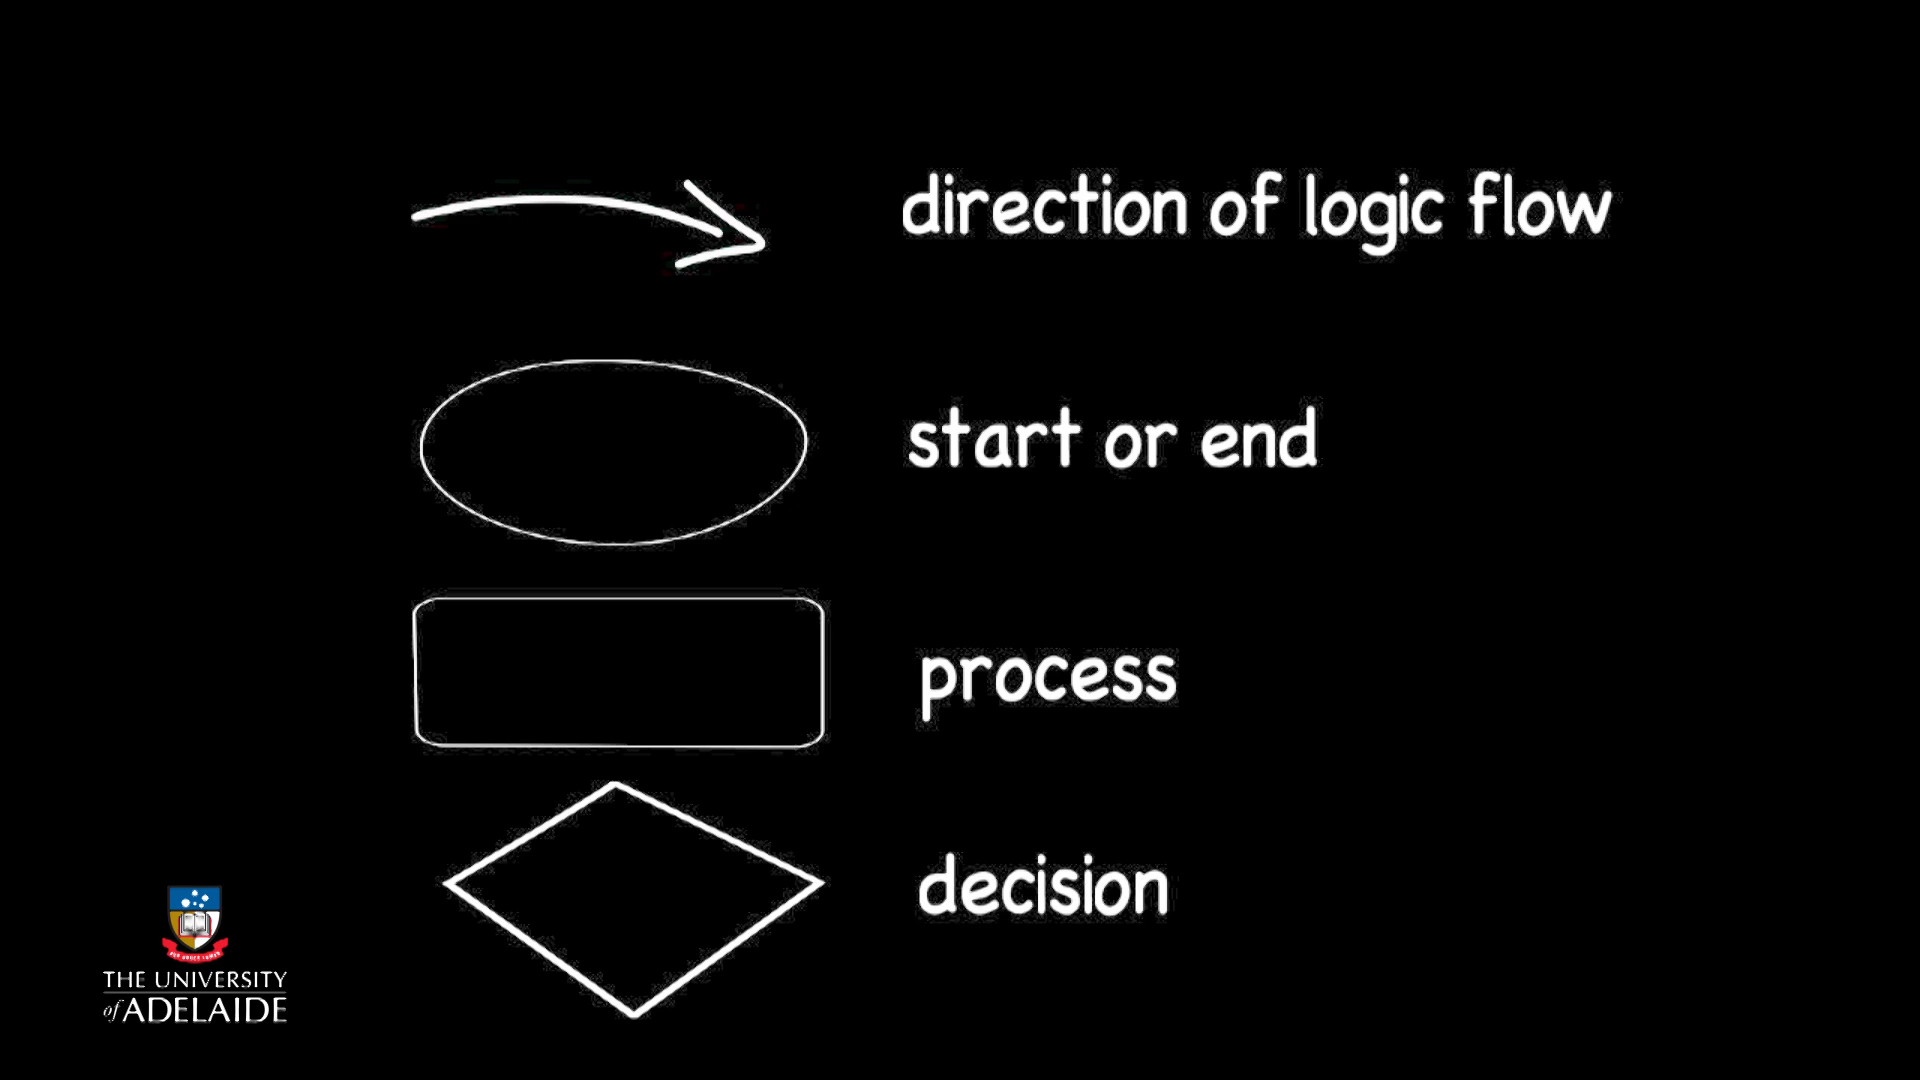 direction of logic flow
start or end
process
decision
THE UNIVERSITY
of ADELAIDE